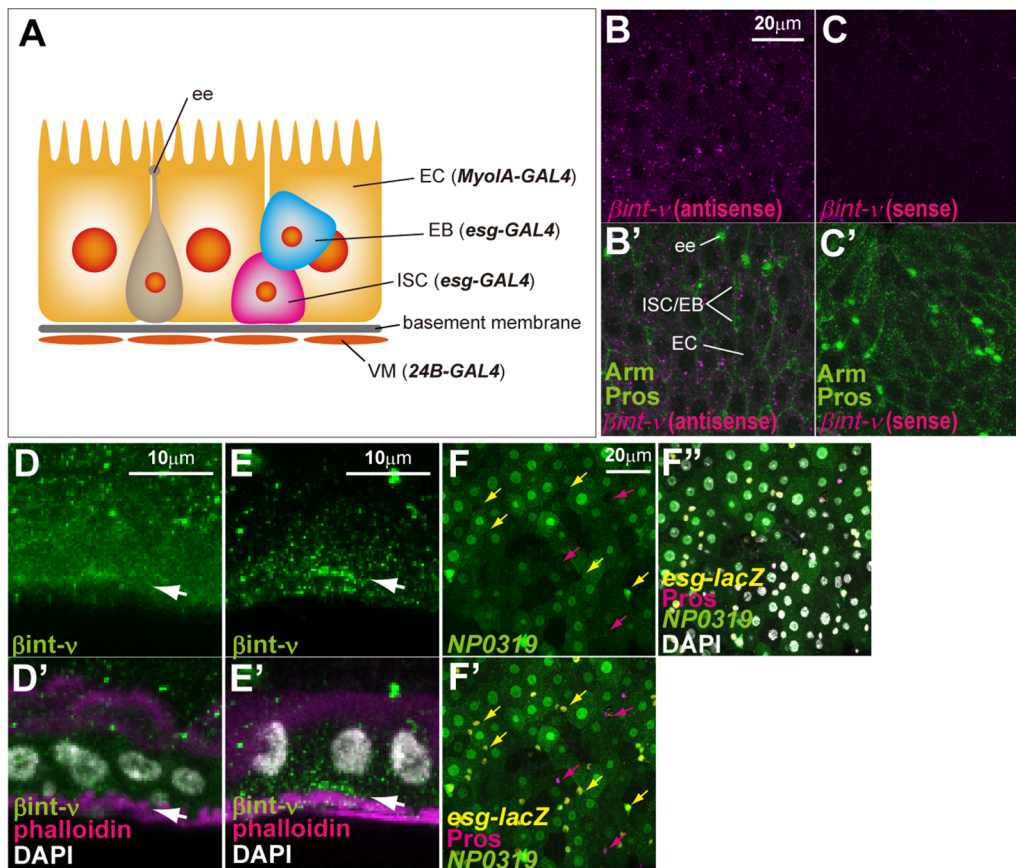 A
ee
EC (MyoIA-GAL4)
EB (esg-GAL4)
ISC (esg-GAL4)
basement membrane
VM (24B-GAL4)
B
20μm
βint-ν (antisense)
C
βint-ν (sense)
B’
ee
ISC/EB
EC
Arm
Pros
βint-ν (antisense)
C’
Arm
Pros
βint-ν (sense)
D
10μm
βint-ν
E
10μm
βint-ν
F
20μm
NP0319
F”
esg-lacZ
Pros
NP0319
DAPI
D’
βint-ν
phalloidin
DAPI
E’
βint-ν
phalloidin
DAPI
F’
esg-lacZ
Pros
NP0319